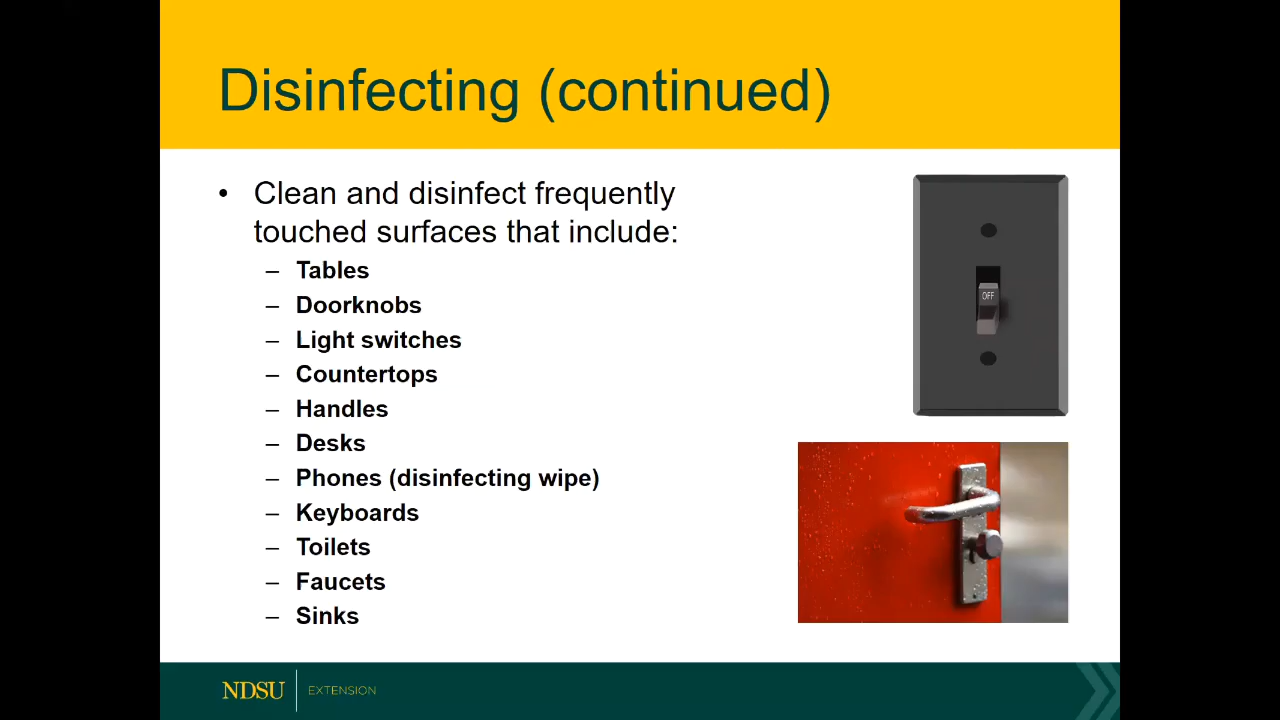 Disinfecting (continued)
• Clean and disinfect frequently
touched surfaces that include:
– Tables
– Doorknobs
– Light switches
– Countertops
– Handles
– Desks
– Phones (disinfecting wipe)
– Keyboards
– Toilets
– Faucets
– Sinks
OFF
NDSU EXTENSION